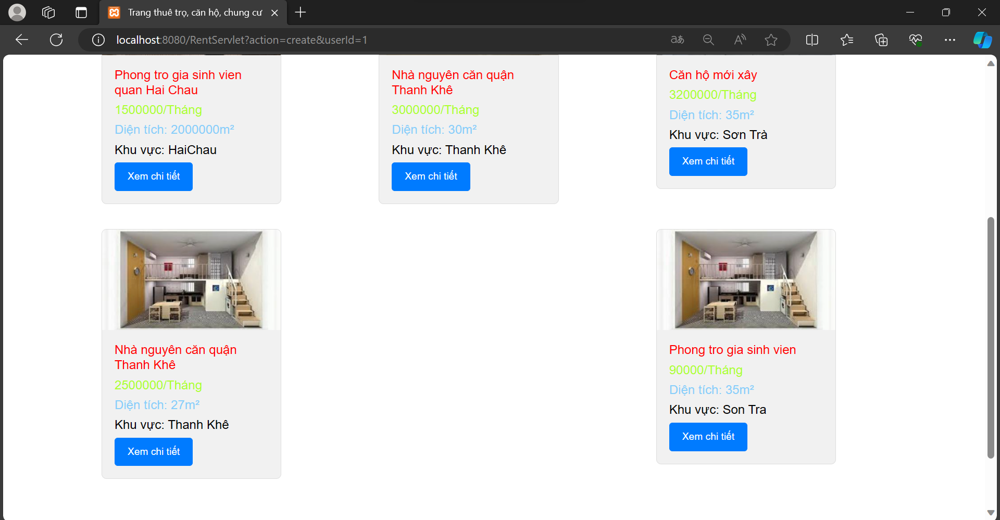 Trang thuê trọ, căn hộ, chung cư
localhost:8080/RentServlet?action=create&userId=1
Phong tro gia sinh vien
quan Hai Chau
1500000/Tháng
Diện tích: 2000000m²
Khu vực: HaiChau
Xem chi tiết
Nhà nguyên căn quận
Thanh Khê
3000000/Tháng
Diện tích: 30m²
Khu vực: Thanh Khê
Xem chi tiết
Căn hộ mới xây
3200000/Tháng
Diện tích: 35m²
Khu vực: Sơn Trà
Xem chi tiết
Nhà nguyên căn quận
Thanh Khê
2500000/Tháng
Diện tích: 27m²
Khu vực: Thanh Khê
Xem chi tiết
Phong tro gia sinh vien
90000/Tháng
Diện tích: 35m²
Khu vực: Son Tra
Xem chi tiết